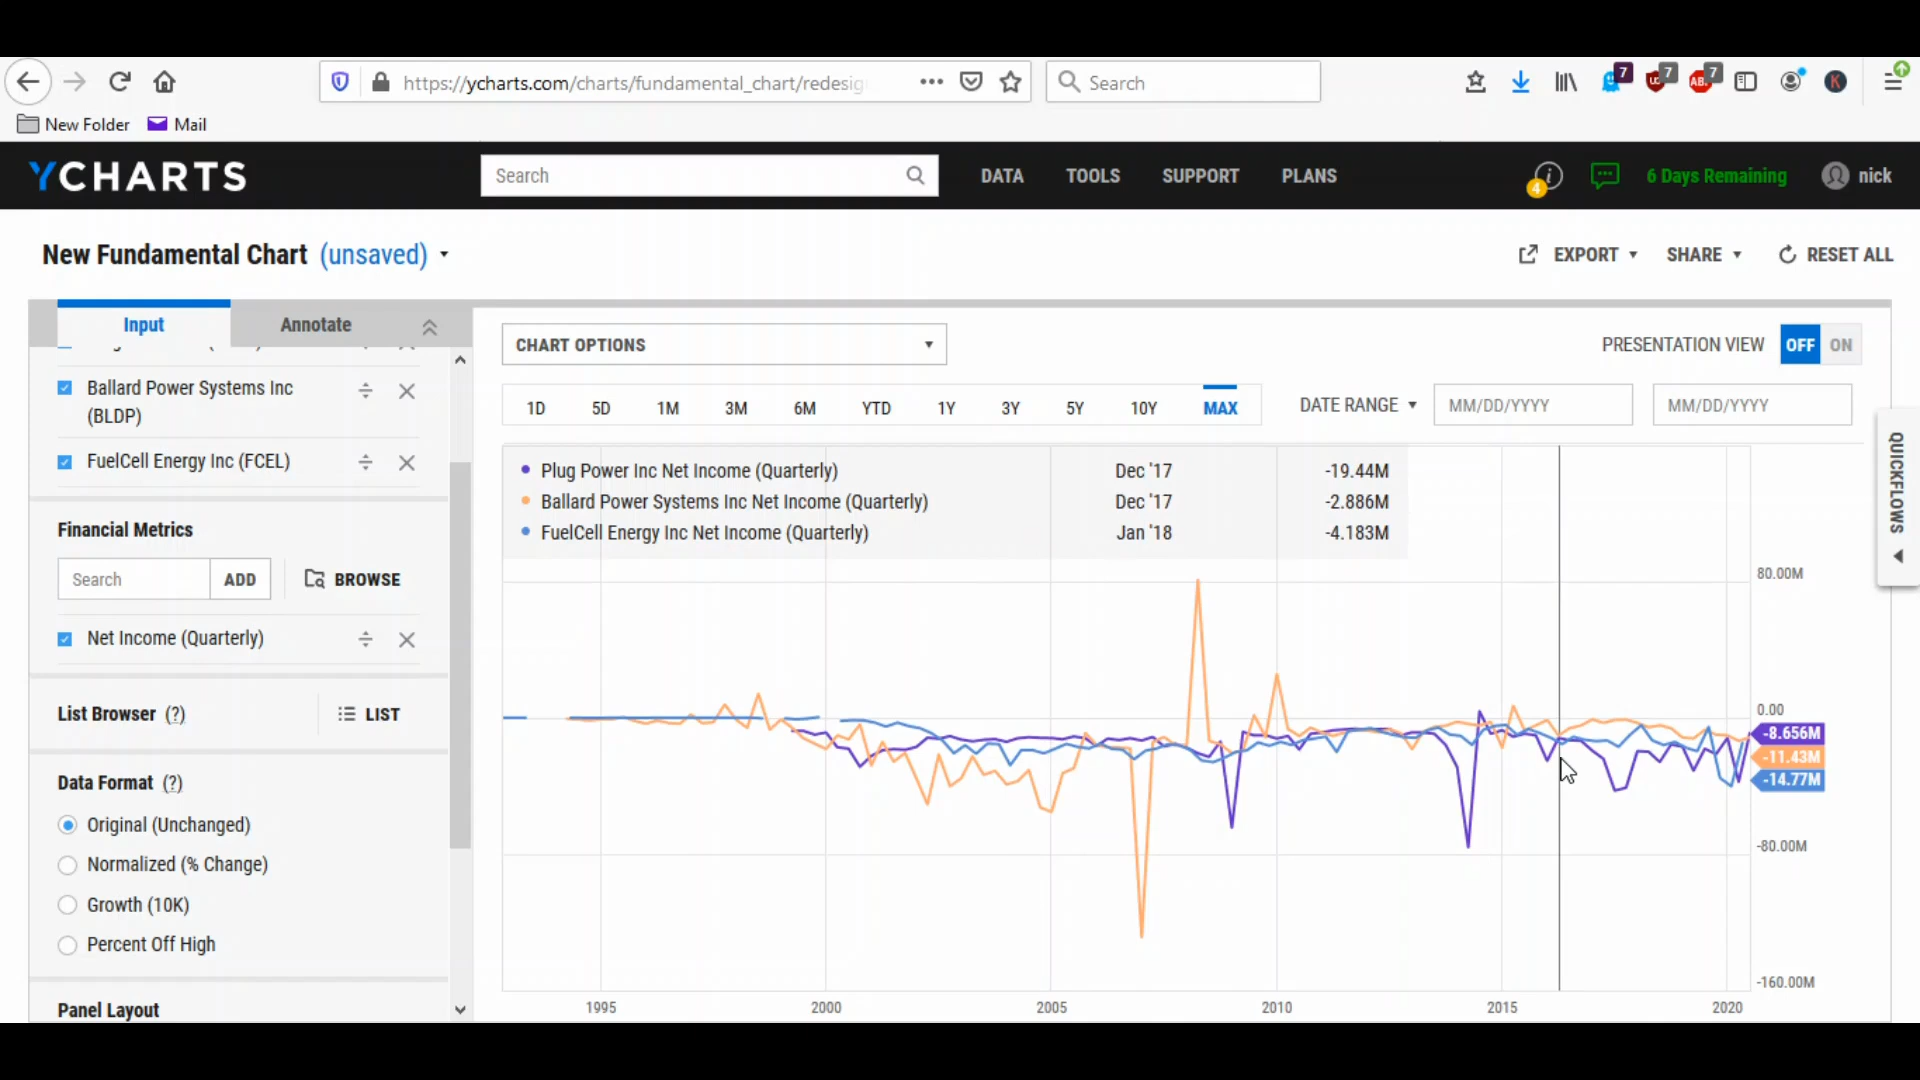 https://ycharts.com/charts/fundamental_chart/redesig
Search
7
7
7
K
New Folder
Mail
YCHARTS
Search
DATA
TOOLS
SUPPORT
PLANS
4
6 Days Remaining
nick
New Fundamental Chart (unsaved)
EXPORT
SHARE
RESET ALL
Input
Annotate
Ballard Power Systems Inc
(BLDP)
FuelCell Energy Inc (FCEL)
Financial Metrics
Search
ADD
BROWSE
Net Income (Quarterly)
List Browser (?)
LIST
Data Format (?)
Original (Unchanged)
Normalized (% Change)
Growth (10K)
Percent Off High
Panel Layout
CHART OPTIONS
PRESENTATION VIEW
OFF
ON
1D
5D
1M
3M
6M
YTD
1Y
3Y
5Y
10Y
MAX
DATE RANGE
MM/DD/YYYY
MM/DD/YYYY
QUICKFLOWS
Plug Power Inc Net Income (Quarterly) Dec '17 -19.44M
Ballard Power Systems Inc Net Income (Quarterly) Dec '17 -2.886M
FuelCell Energy Inc Net Income (Quarterly) Jan '18 -4.183M
80.00M
0.00
-8.656M
-11.43M
-14.77M
-80.00M
-160.00M
1995
2000
2005
2010
2015
2020